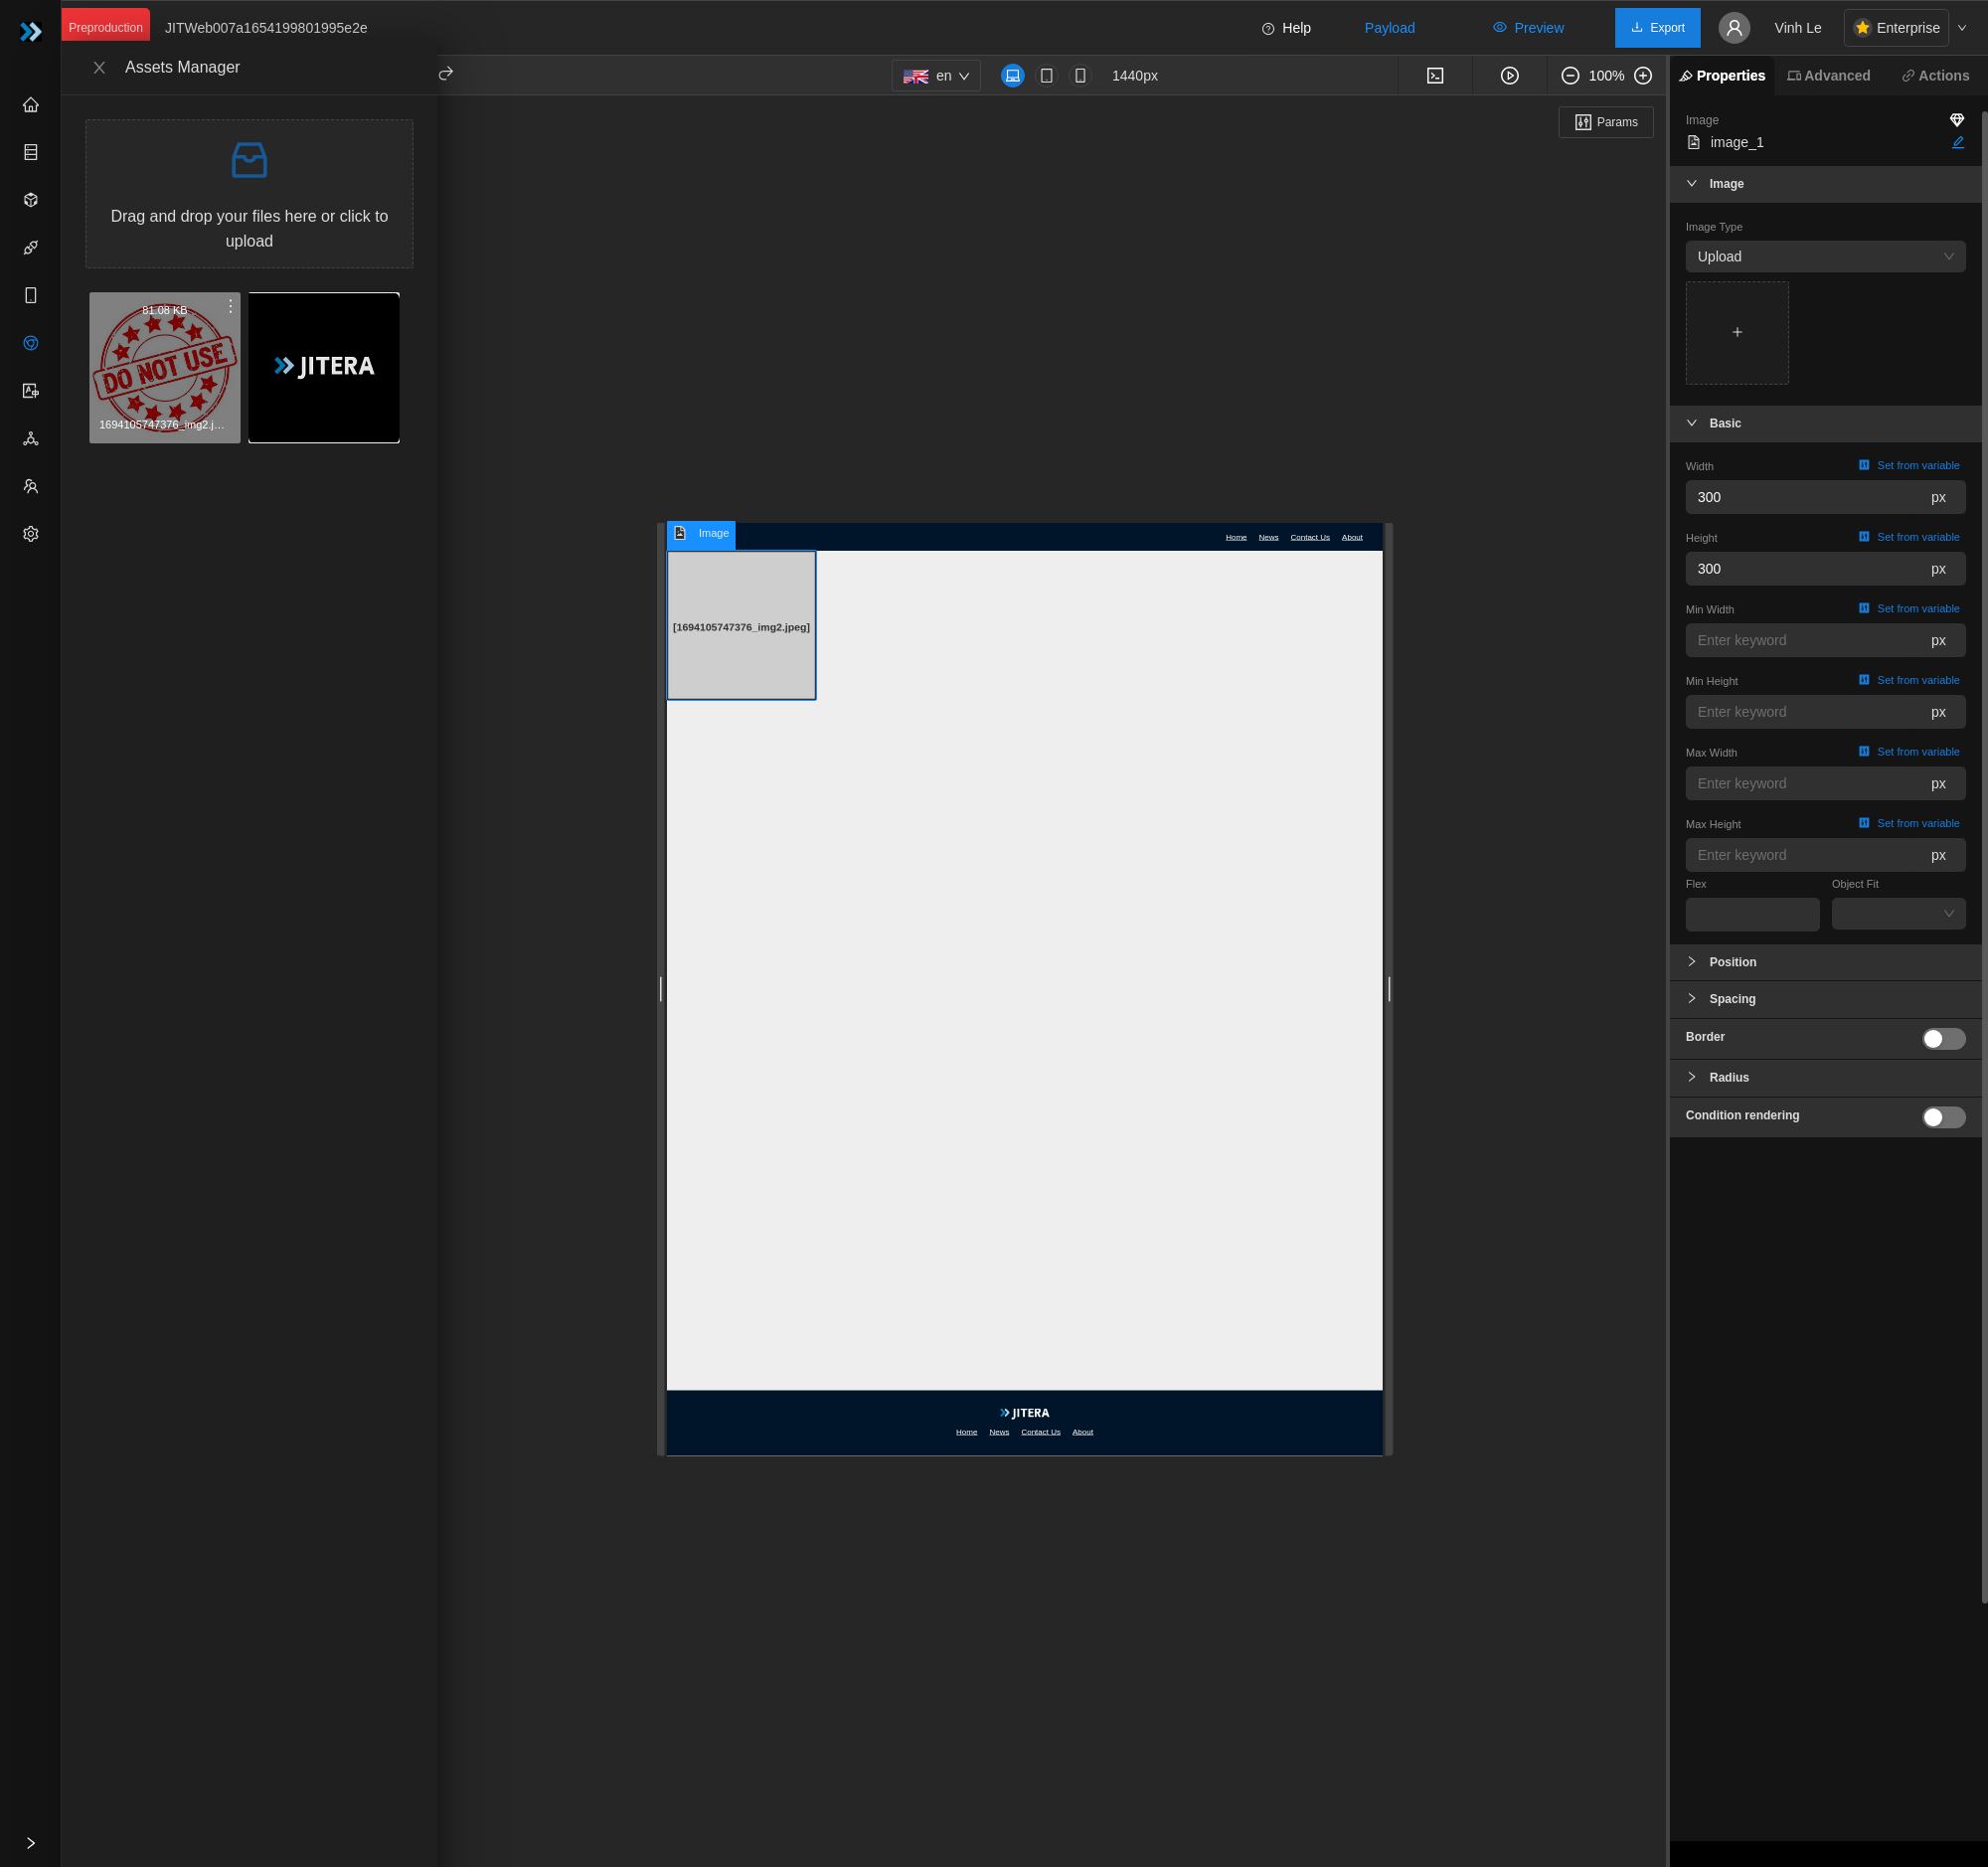 Preproduction
JITWeb007a1654199801995e2e
Help
Payload
Preview
Export
Vinh Le
Enterprise
Assets Manager
en
1440px
100%
Properties
Advanced
Actions
Params
Drag and drop your files here or click to
upload
81.08 KB
DO NOT USE
1694105747376_img2.j...
JITERA
Image
Home
News
Contact Us
About
[1694105747376_img2.jpeg]
JITERA
Home
News
Contact Us
About
Image
image_1
Image
Image Type
Upload
Basic
Width
Set from variable
300
px
Height
Set from variable
300
px
Min Width
Set from variable
Enter keyword
px
Min Height
Set from variable
Enter keyword
px
Max Width
Set from variable
Enter keyword
px
Max Height
Set from variable
Enter keyword
px
Flex
Object Fit
Position
Spacing
Border
Radius
Condition rendering